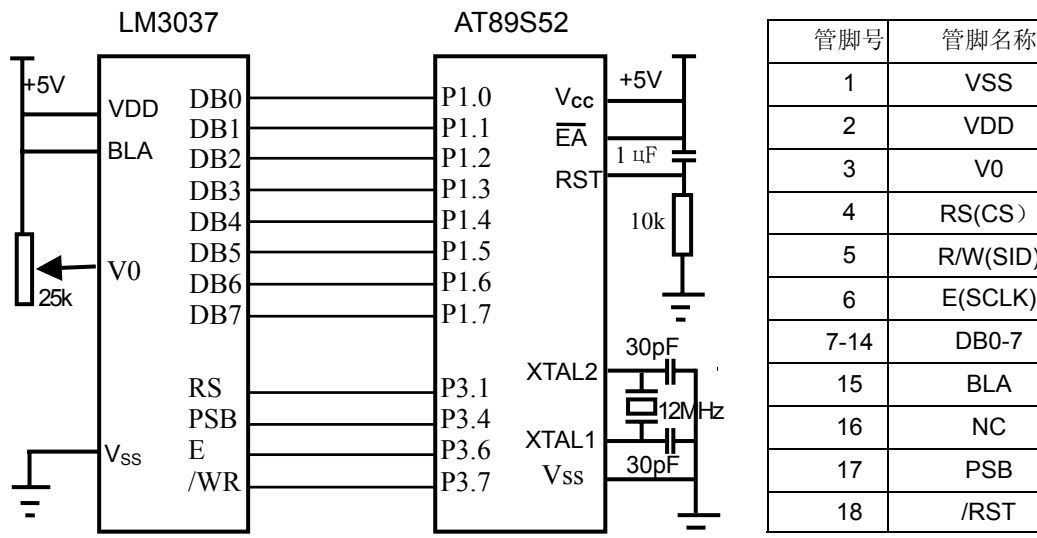 LM3037
AT89S52
+5V
VDD
BLA
V0
25k
VSS
DB0
DB1
DB2
DB3
DB4
DB5
DB6
DB7
RS
PSB
E
/WR
P1.0
P1.1
P1.2
P1.3
P1.4
P1.5
P1.6
P1.7
P3.1
P3.4
P3.6
P3.7
Vcc
EA
RST
XTAL2
XTAL1
Vss
+5V
1 цF
10k
30pF
12MHz
30pF
管脚号 管脚名称
1 VSS
2 VDD
3 V0
4 RS(CS）
5 R/W(SID)
6 E(SCLK)
7-14 DB0-7
15 BLA
16 NC
17 PSB
18 /RST